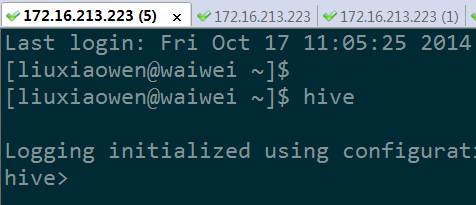 172.16.213.223 (5) × 172.16.213.223 172.16.213.223 (1)
Last login: Fri Oct 17 11:05:25 2014
[liuxiaowen@waiwei ~]$
[liuxiaowen@waiwei ~]$ hive
Logging initialized using
hive>